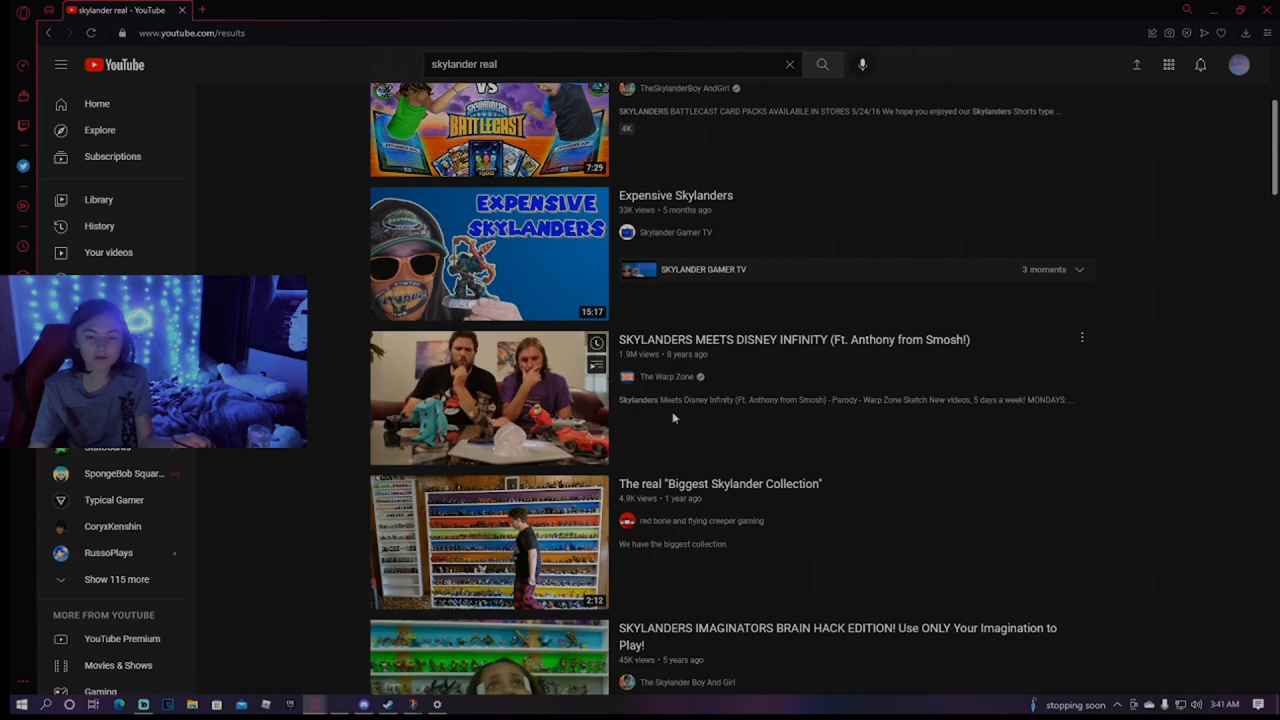 skylander real - YouTube
www.youtube.com/results
YouTube
skylander real
Home
Explore
Subscriptions
Library
History
Your videos
SpongeBob Squar...
Typical Gamer
CoryxKenshin
RussoPlays
Show 115 more
MORE FROM YOUTUBE
YouTube Premium
Movies & Shows
Gaming
VS
SKYLANDERS
BATTLECAST
7:29
TheSkylanderBoy AndGirl
SKYLANDERS BATTLECAST CARD PACKS AVAILABLE IN STORES 5/24/16 We hope you enjoyed our Skylanders Shorts type ...
4K
EXPENSIVE
SKYLANDERS
15:17
Expensive Skylanders
33K views • 5 months ago
Skylander Gamer TV
SKYLANDER GAMER TV
3 moments
SKYLANDERS MEETS DISNEY INFINITY (Ft. Anthony from Smosh!)
1.9M views • 8 years ago
The Warp Zone
Skylanders Meets Disney Infinity (Ft. Anthony from Smosh) - Parody - Warp Zone Sketch New videos, 5 days a week! MONDAYS: ...
2:12
The real "Biggest Skylander Collection"
4.9K views • 1 year ago
red bone and flying creeper gaming
We have the biggest collection.
SKYLANDERS IMAGINATORS BRAIN HACK EDITION! Use ONLY Your Imagination to
Play!
45K views • 5 years ago
The Skylander Boy And Girl
stopping soon
3:41 AM